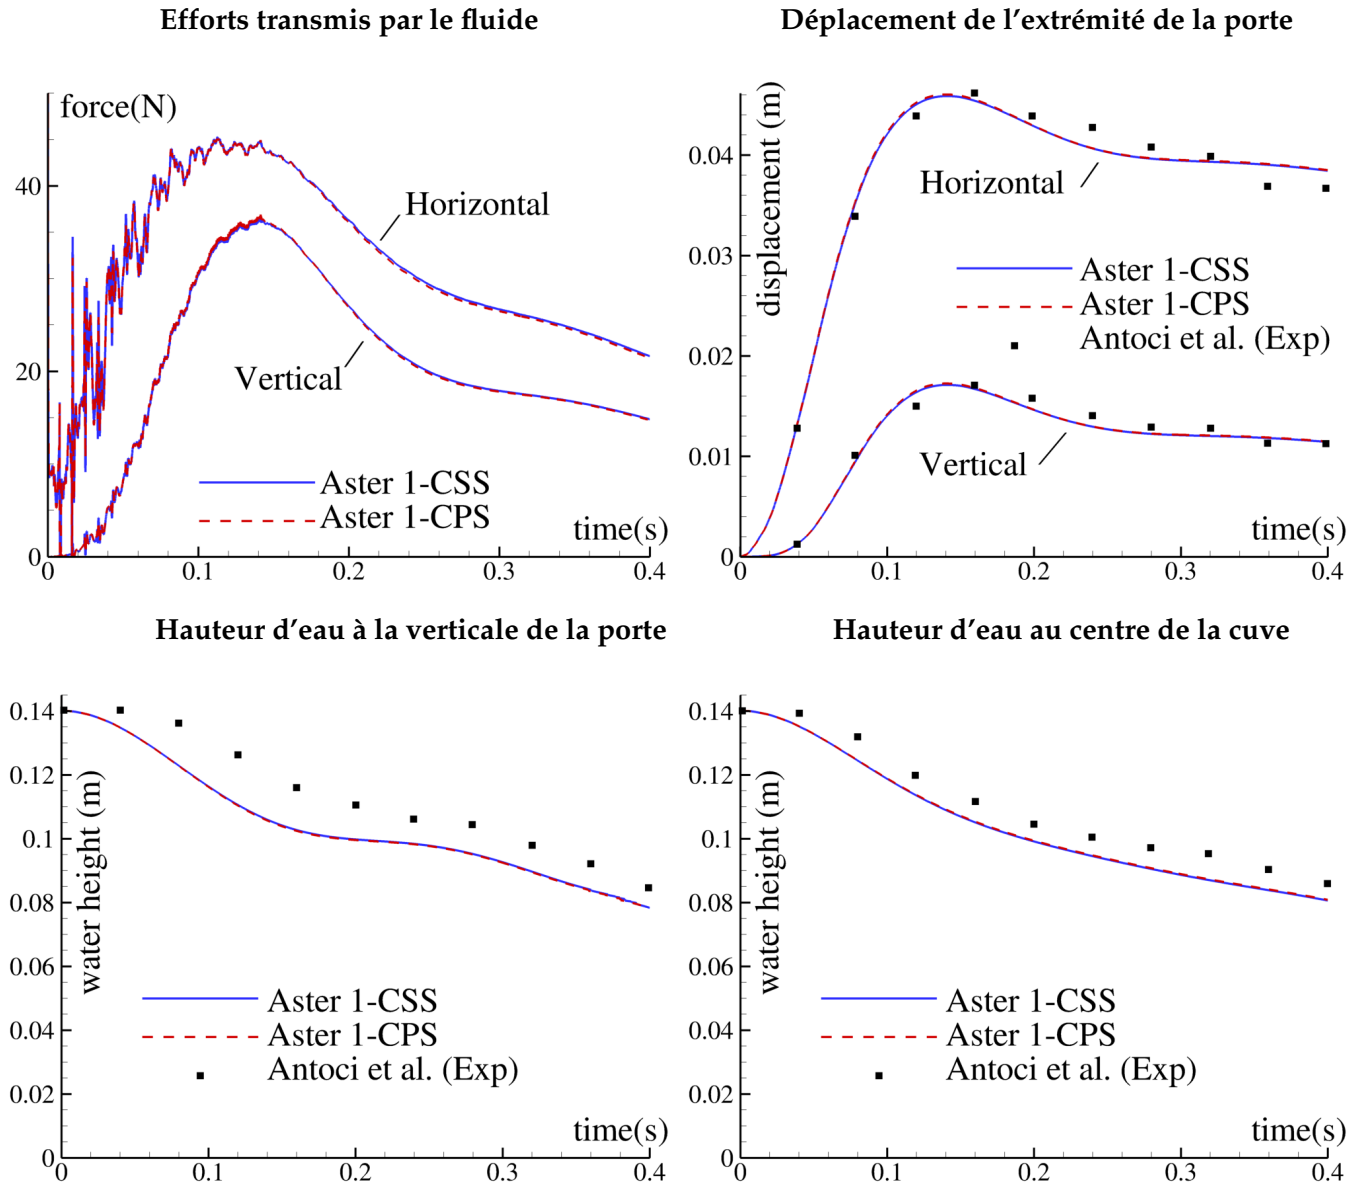 Efforts transmis par le fluide
force(N)
40
20
0
Horizontal
Vertical
Aster 1-CSS
Aster 1-CPS
time(s)
0 0.1 0.2 0.3 0.4
Déplacement de l’extrémité de la porte
displacement (m)
0.04
0.03
0.02
0.01
0
Horizontal
Aster 1-CSS
Aster 1-CPS
Antoci et al. (Exp)
Vertical
time(s)
0 0.1 0.2 0.3 0.4
Hauteur d’eau à la verticale de la porte
water height (m)
0.14
0.12
0.1
0.08
0.06
0.04
0.02
0
Aster 1-CSS
Aster 1-CPS
Antoci et al. (Exp)
time(s)
0 0.1 0.2 0.3 0.4
Hauteur d’eau au centre de la cuve
water height (m)
0.14
0.12
0.1
0.08
0.06
0.04
0.02
0
Aster 1-CSS
Aster 1-CPS
Antoci et al. (Exp)
time(s)
0 0.1 0.2 0.3 0.4